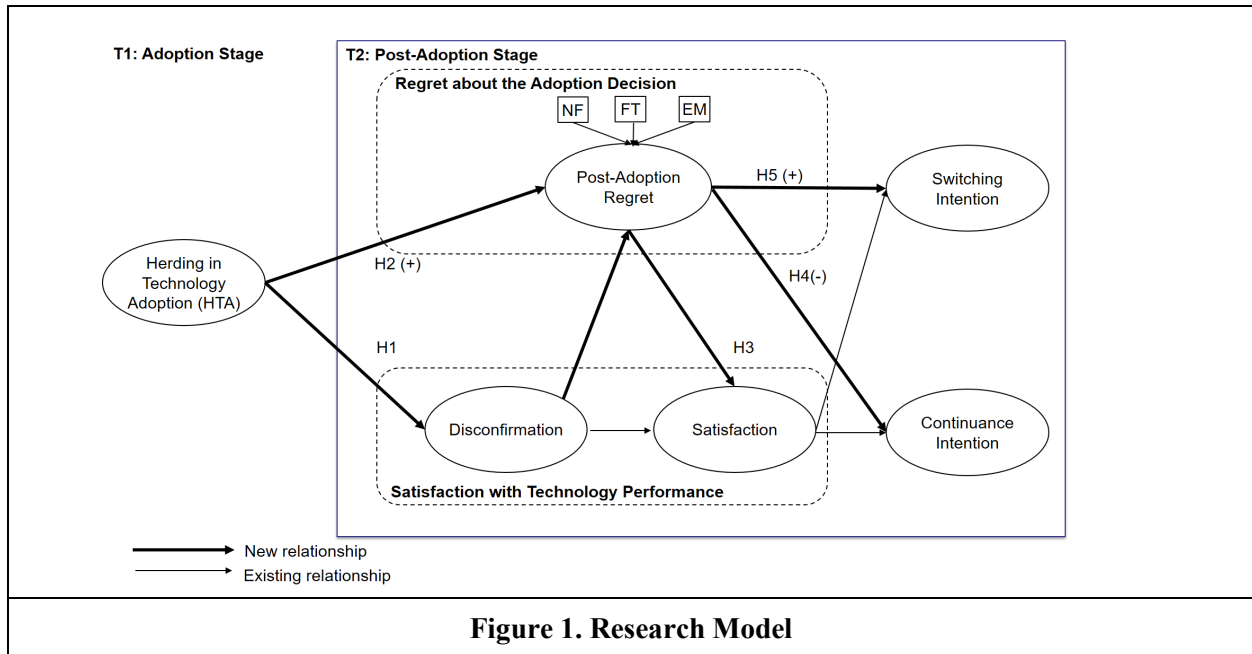 T1: Adoption Stage
T2: Post-Adoption Stage
Regret about the Adoption Decision
NF
FT
EM
Post-Adoption
Regret
H5 (+)
Switching
Intention
Herding in
Technology
Adoption (HTA)
H2 (+)
H4(-)
H1
H3
Disconfirmation
Satisfaction
Continuance
Intention
Satisfaction with Technology Performance
New relationship
Existing relationship
Figure 1. Research Model